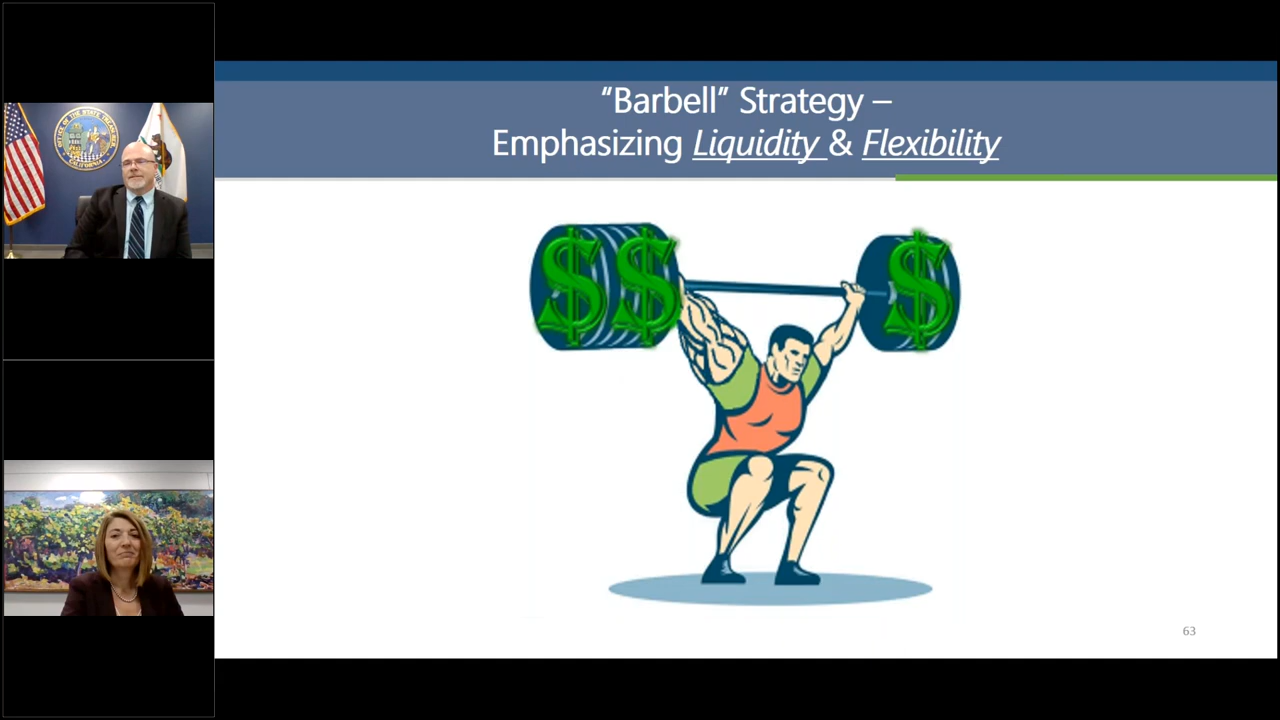 “Barbell” Strategy –
Emphasizing Liquidity & Flexibility
$$ $
63